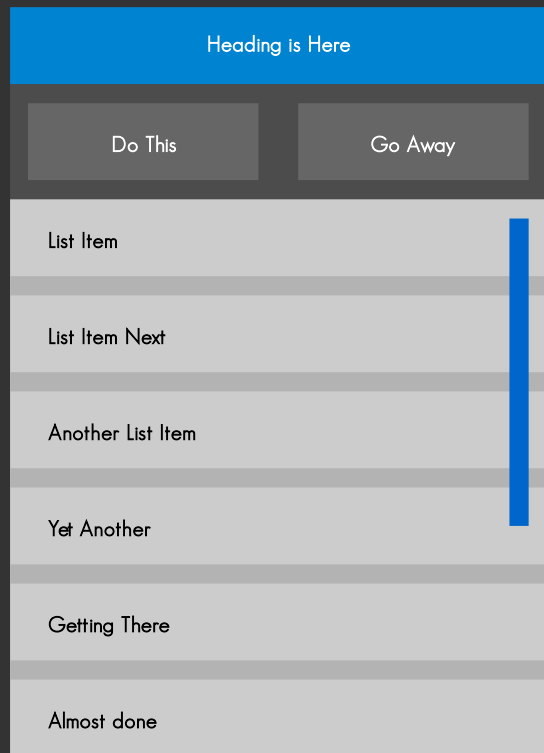 Heading is Here
Do This
Go Away
List Item
List Item Next
Another List Item
Yet Another
Getting There
Almost done